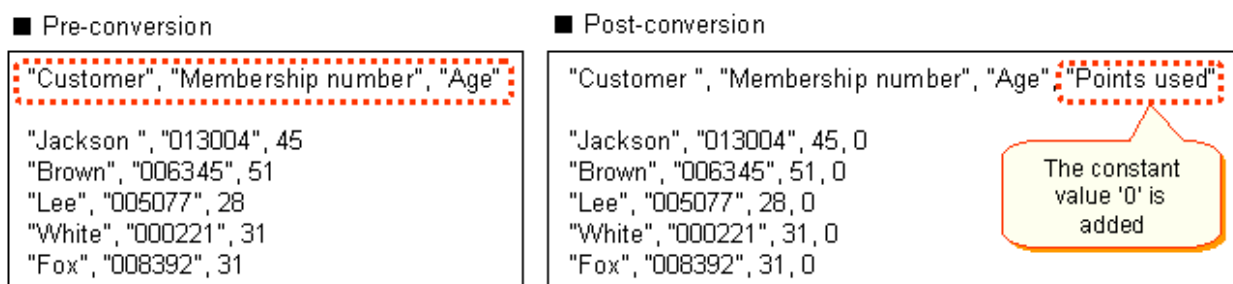 ■ Pre-conversion
"Customer", "Membership number", "Age"
"Jackson ", "013004", 45
"Brown", "006345", 51
"Lee", "005077", 28
"White", "000221", 31
"Fox", "008392", 31
■ Post-conversion
"Customer ", "Membership number", "Age", "Points used"
"Jackson", "013004", 45, 0
"Brown", "006345", 51, 0
"Lee", "005077", 28, 0
"White", "000221", 31, 0
"Fox", "008392", 31, 0
The constant
value '0' is
added